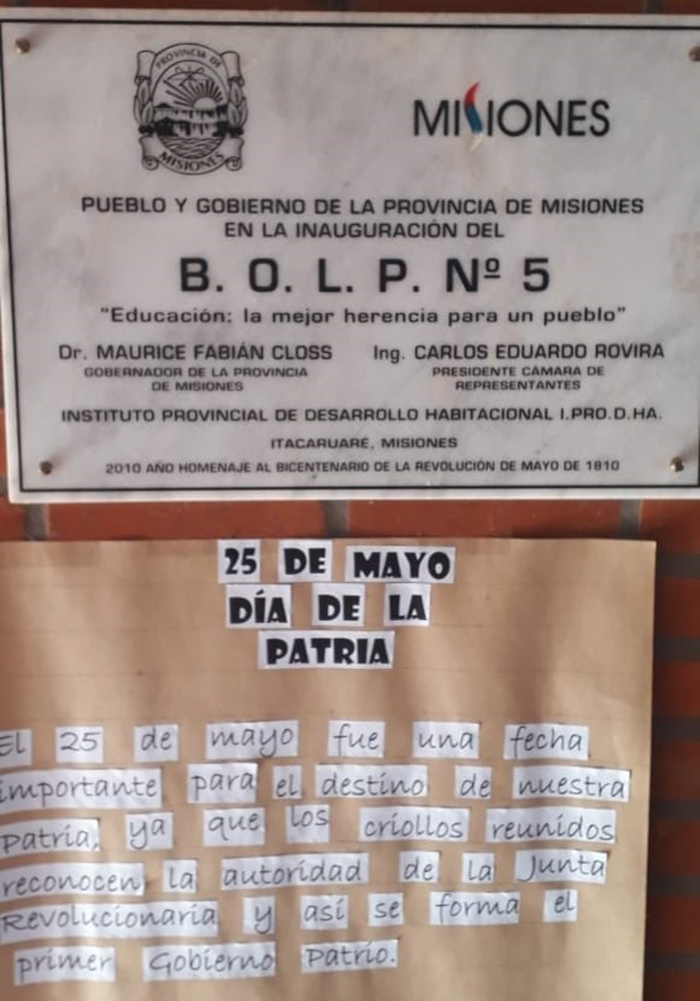 PROVINCIA DE
MISIONES
MISIONES
PUEBLO Y GOBIERNO DE LA PROVINCIA DE MISIONES
EN LA INAUGURACIÓN DEL
B. O. L. P. Nº 5
"Educación: la mejor herencia para un pueblo"
Dr. MAURICE FABIÁN CLOSS Ing. CARLOS EDUARDO ROVIRA
GOBERNADOR DE LA PROVINCIA PRESIDENTE CÁMARA DE
DE MISIONES REPRESENTANTES
INSTITUTO PROVINCIAL DE DESARROLLO HABITACIONAL I.PRO.D.HA.
ITACARUARÉ, MISIONES
2010 AÑO HOMENAJE AL BICENTENARIO DE LA REVOLUCIÓN DE MAYO DE 1810
25 DE MAYO
DÍA DE LA
PATRIA
El 25 de mayo fue una fecha
importante para el destino de nuestra
Patria, ya que los criollos reunidos
reconocen la autoridad de la Junta
Revolucionaria y así se forma el
primer Gobierno Patrio.